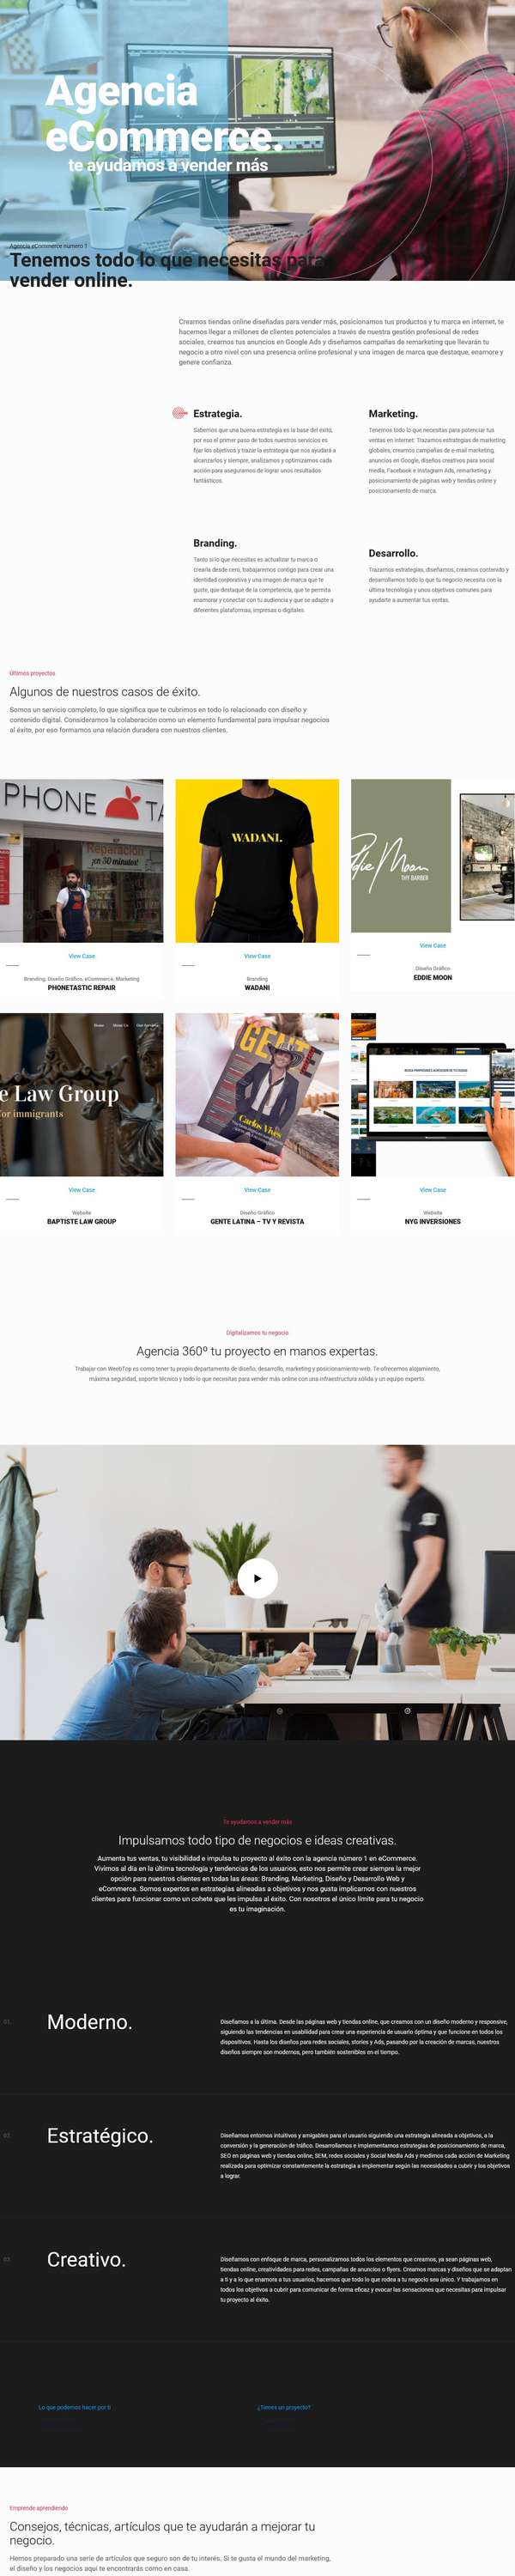 Agencia
eCommerce.
te ayudamos a vender más
Agencia eCommerce número 1
Tenemos todo lo que necesitas para
vender online.
Creamos tiendas online diseñadas para vender más, posicionamos tus productos y tu marca en internet, te
hacemos llegar a millones de clientes potenciales a través de nuestra gestión profesional de redes
sociales, creamos tus anuncios en Google Ads y diseñamos campañas de remarketing que llevarán tu
negocio a otro nivel con una presencia online profesional y una imagen de marca que destaque, enamore y
genere confianza.
Estrategia.
Sabemos que una buena estrategia es la base del éxito,
por eso el primer paso de todos nuestros servicios es
fijar los objetivos y trazar la estrategia que nos ayudará a
alcanzarlos y siempre, analizamos y optimizamos cada
acción para asegurarnos de lograr unos resultados
fantásticos.
Marketing.
Tenemos todo lo que necesitas para potenciar tus
ventas en internet: Trazamos estrategias de marketing
globales, creamos campañas de e-mail marketing,
anuncios en Google, diseños creativos para social
media, Facebook e Instagram Ads, remarketing y
posicionamiento de páginas web y tiendas online y
posicionamiento de marca.
Branding.
Tanto si lo que necesitas es actualizar tu marca o
crearla desde cero, trabajaremos contigo para crear una
identidad corporativa y una imagen de marca que te
guste, que destaque de la competencia, que te permita
enamorar y conectar con tu audiencia y que se adapte a
diferentes plataformas, impresas o digitales.
Desarrollo.
Trazamos estrategias, diseñamos, creamos contenido y
desarrollamos todo lo que tu negocio necesita con la
última tecnología y unos objetivos comunes para
ayudarte a aumentar tus ventas.
Últimos proyectos
Algunos de nuestros casos de éxito.
Somos un servicio completo, lo que significa que te cubrimos en todo lo relacionado con diseño y
contenido digital. Consideramos la colaboración como un elemento fundamental para impulsar negocios
al éxito, por eso formamos una relación duradera con nuestros clientes.
PHONE TA
Reparación
¡en 30 minutos!
View Case
Branding, Diseño Gráfico, eCommerce, Marketing
PHONETASTIC REPAIR
WADANI.
View Case
Branding
WADANI
die Moon
THY BARBER
View Case
Diseño Gráfico
EDDIE MOON
Home About Us Our Services
e Law Group
for immigrants
View Case
Website
BAPTISTE LAW GROUP
GENTE
Carlos Vives
View Case
Diseño Gráfico
GENTE LATINA – TV Y REVISTA
View Case
Website
NYG INVERSIONES
Digitalizamos tu negocio
Agencia 360º tu proyecto en manos expertas.
Trabajar con WeebTop es como tener tu propio departamento de diseño, desarrollo, marketing y posicionamiento web. Te ofrecemos alojamiento,
máxima seguridad, soporte técnico y todo lo que necesitas para vender más online con una infraestructura sólida y un equipo experto.
Te ayudamos a vender más
Impulsamos todo tipo de negocios e ideas creativas.
Aumenta tus ventas, tu visibilidad e impulsa tu proyecto al éxito con la agencia número 1 en eCommerce.
Vivimos al día en la última tecnología y tendencias de los usuarios, esto nos permite crear siempre la mejor
opción para nuestros clientes en todas las áreas: Branding, Marketing, Diseño y Desarrollo Web y
eCommerce. Somos expertos en estrategias alineadas a objetivos y nos gusta implicarnos con nuestros
clientes para funcionar como un cohete que les impulsa al éxito. Con nosotros el único límite para tu negocio
es tu imaginación.
01.
Moderno.
Diseñamos a la última. Desde las páginas web y tiendas online, que creamos con un diseño moderno y responsive,
siguiendo las tendencias en usabilidad para crear una experiencia de usuario óptima y que funcione en todos los
dispositivos. Hasta los diseños para redes sociales, stories y Ads, pasando por la creación de marcas, nuestros
diseños siempre son modernos, pero también sostenibles en el tiempo.
02.
Estratégico.
Diseñamos entornos intuitivos y amigables para el usuario siguiendo una estrategia alineada a objetivos, a la
conversión y la generación de tráfico. Desarrollamos e implementamos estrategias de posicionamiento de marca,
SEO en páginas web y tiendas online, SEM, redes sociales y Social Media Ads y medimos cada acción de Marketing
realizada para optimizar constantemente la estrategia a implementar según las necesidades a cubrir y los objetivos
a lograr.
03.
Creativo.
Diseñamos con enfoque de marca, personalizamos todos los elementos que creamos, ya sean páginas web,
tiendas online, creatividades para redes, campañas de anuncios o flyers. Creamos marcas y diseños que se adaptan
a ti y a lo que enamora a tus usuarios, hacemos que todo lo que rodea a tu negocio sea único. Y trabajamos en
todos los objetivos a cubrir para comunicar de forma eficaz y evocar las sensaciones que necesitas para impulsar
tu proyecto al éxito.
Lo que podemos hacer por ti
¿Tienes un proyecto?
Emprende aprendiendo
Consejos, técnicas, artículos que te ayudarán a mejorar tu
negocio.
Hemos preparado una serie de artículos que seguro son de tu interés. Si te gusta el mundo del marketing,
el diseño y los negocios aquí te encontrarás como en casa.